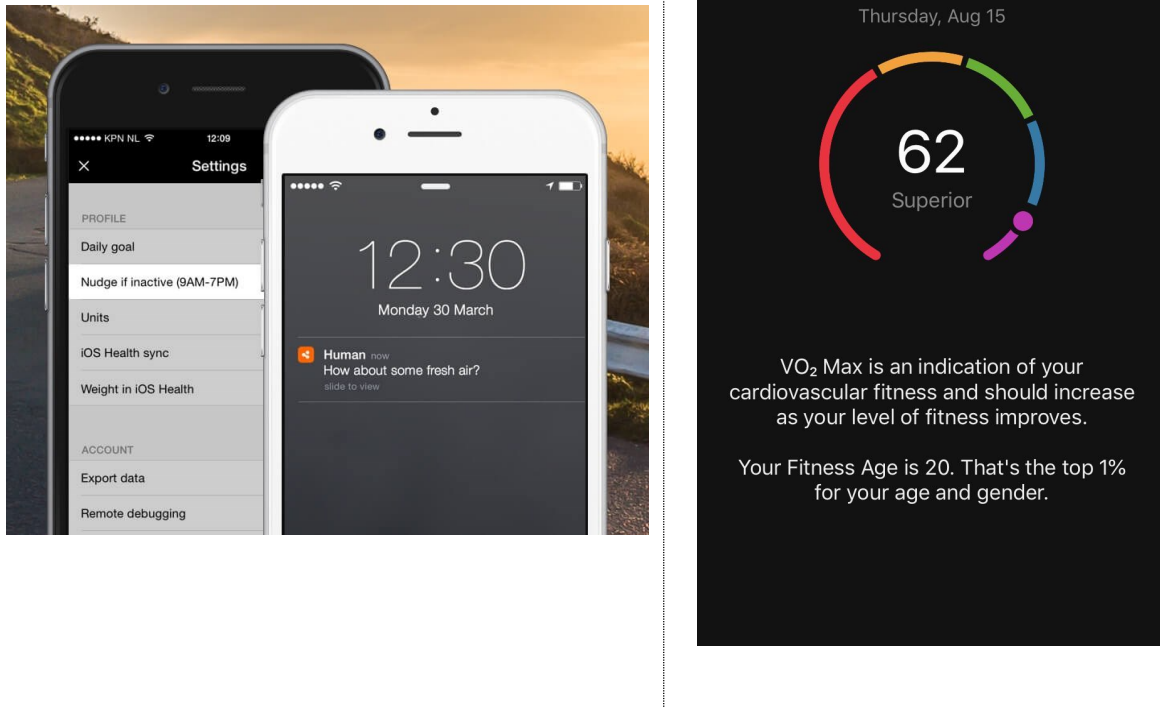 ●●●●● KPN NL 12:09
× Settings
PROFILE
Daily goal
Nudge if inactive (9AM-7PM)
Units
iOS Health sync
Weight in iOS Health
ACCOUNT
Export data
Remote debugging
12:30
Monday 30 March
Human now
How about some fresh air?
slide to view
Thursday, Aug 15
62
Superior
VO₂ Max is an indication of your
cardiovascular fitness and should increase
as your level of fitness improves.
Your Fitness Age is 20. That's the top 1%
for your age and gender.